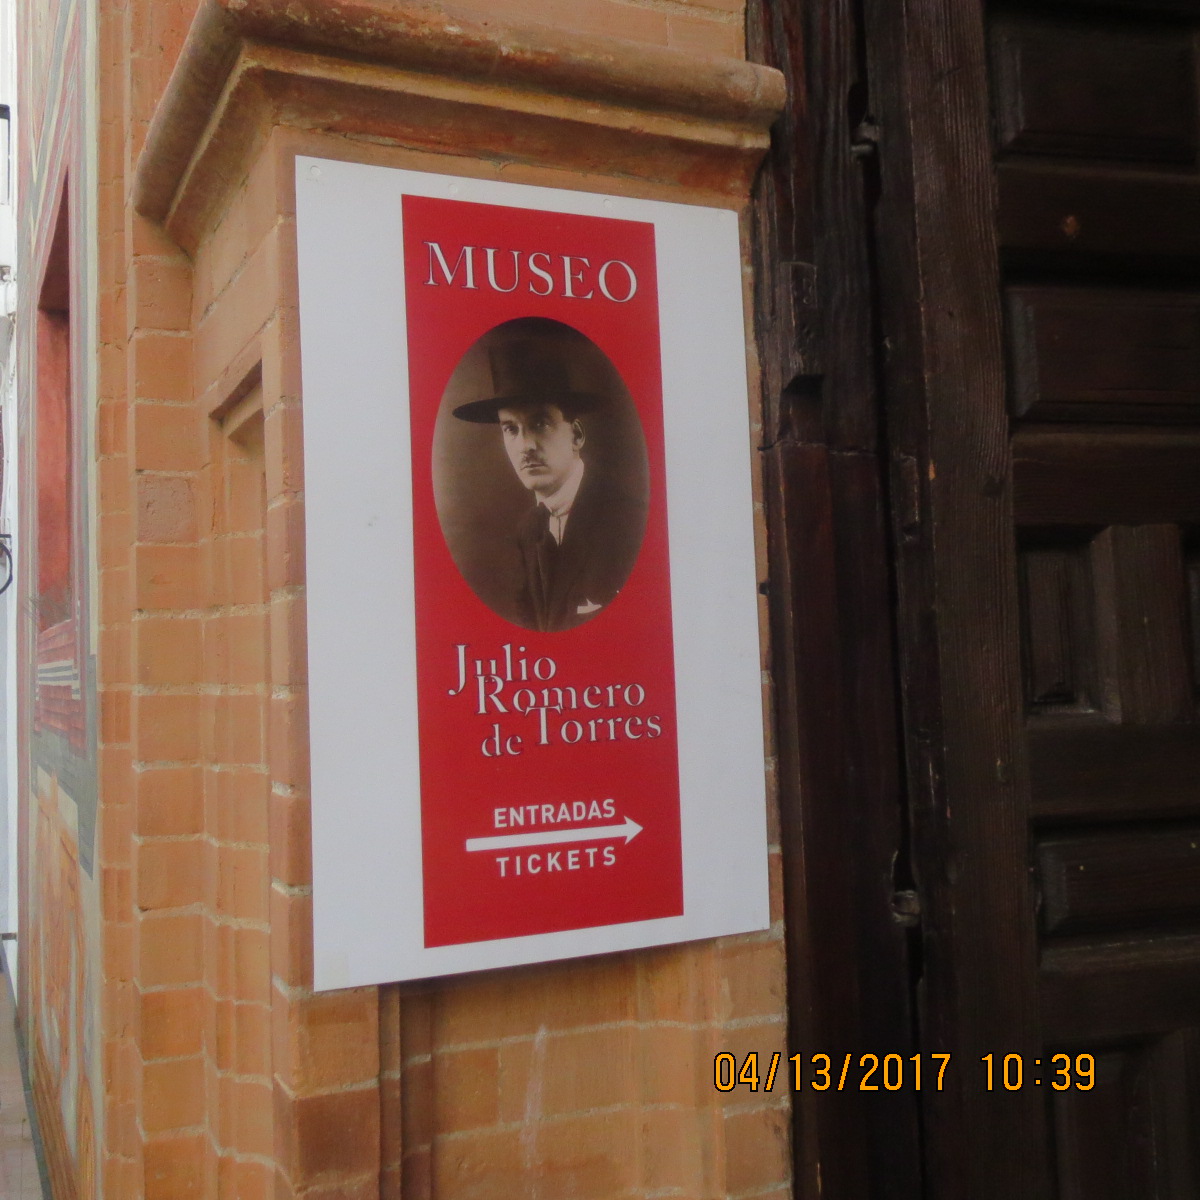 MUSEO
Julio
Romero
de Torres
ENTRADAS
TICKETS
04/13/2017 10:39